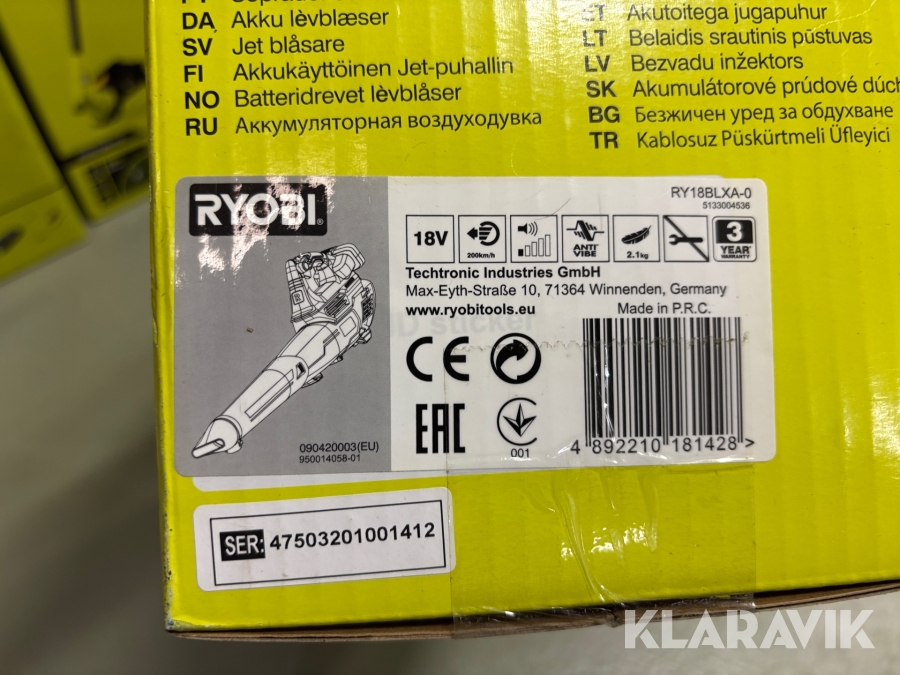 DA Akku lèvblæser
SV Jet blåsare
FI Akkukäyttöinen Jet-puhallin
NO Batteridrevet lèvblåser
RU Аккумуляторная воздуходувка
ET Akutoitega jugapuhur
LT Belaidis srautinis pūstuvas
LV Bezvadu inžektors
SK Akumulátorové prúdové dúch
BG Безжичен уред за обдухване
TR Kablosuz Püskürtmeli Üfleyici
RYOBI
RY18BLXA-0
5133004536
18V
200km/h
ANTI VIBE
2.1kg
3 YEAR WARRANTY
Techtronic Industries GmbH
Max-Eyth-Straße 10, 71364 Winnenden, Germany
www.ryobitools.eu
Made in P.R.C.
ID sticker
CE
EAC
001
4 892210 181428 >
090420003(EU)
950014058-01
SER: 47503201001412
KLARAVIK